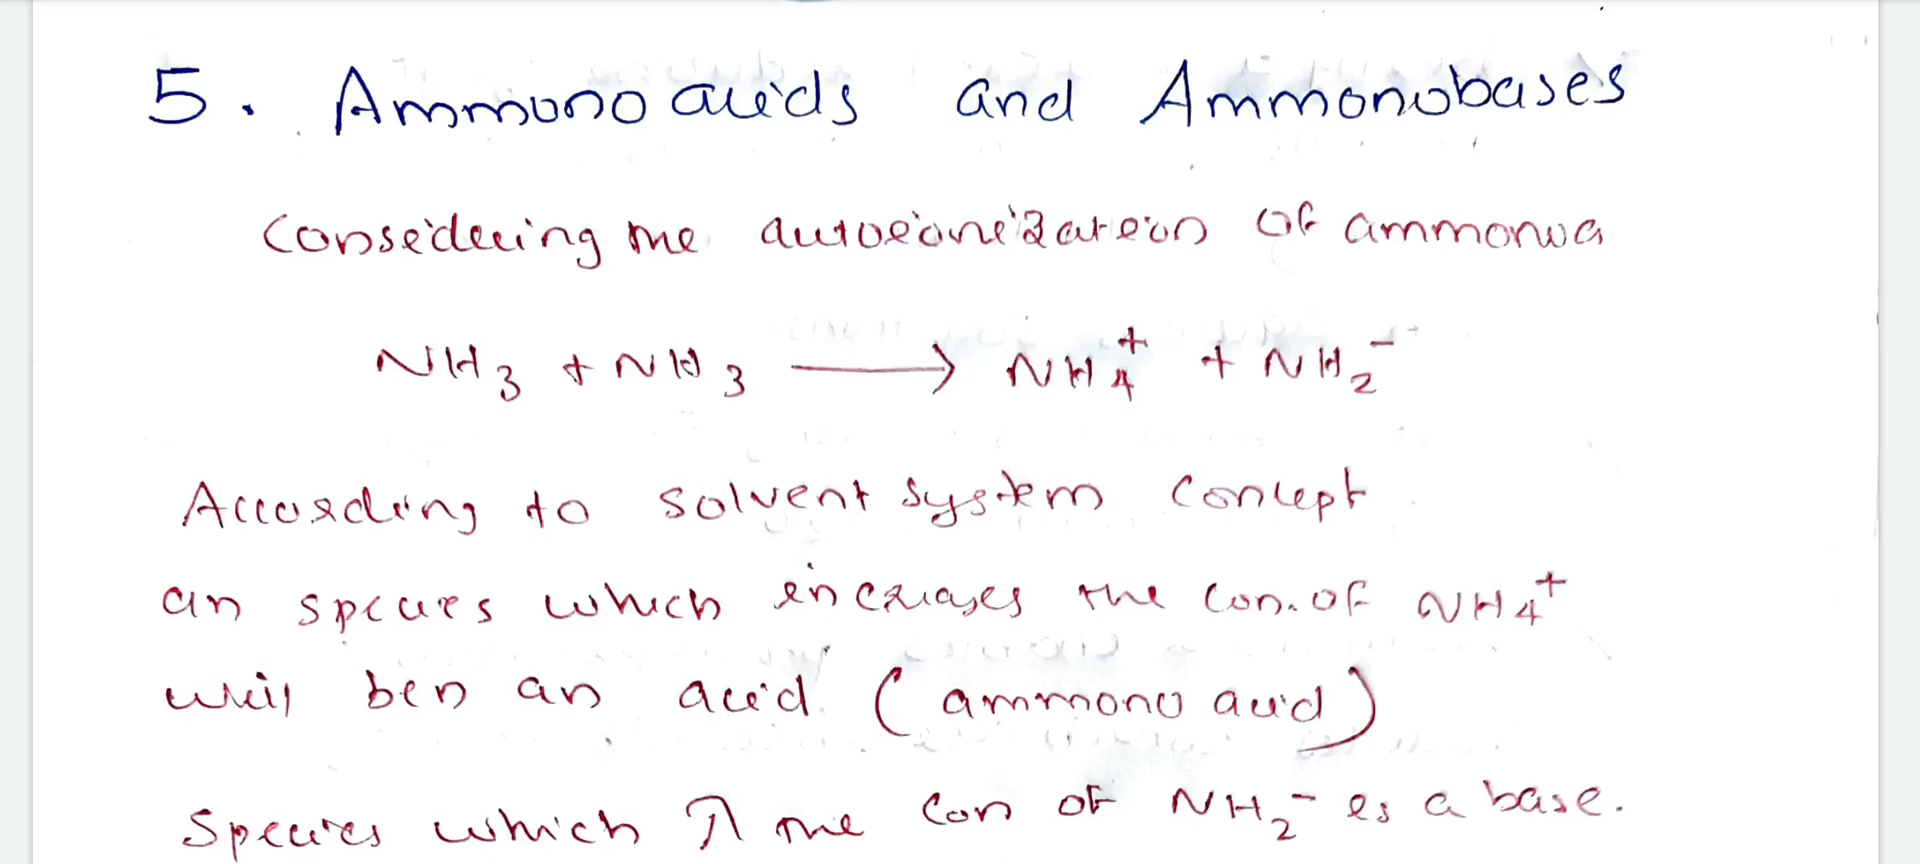 5. Ammono acids and Ammonobases
Considering the autoionization of ammonia
NH₃ + NH₃ ⟶ NH₄⁺ + NH₂⁻
According to solvent system concept
an species which increases the con. of NH₄⁺
will ben an acid (ammono acid)
Species which ↑ the con of NH₂⁻ is a base.